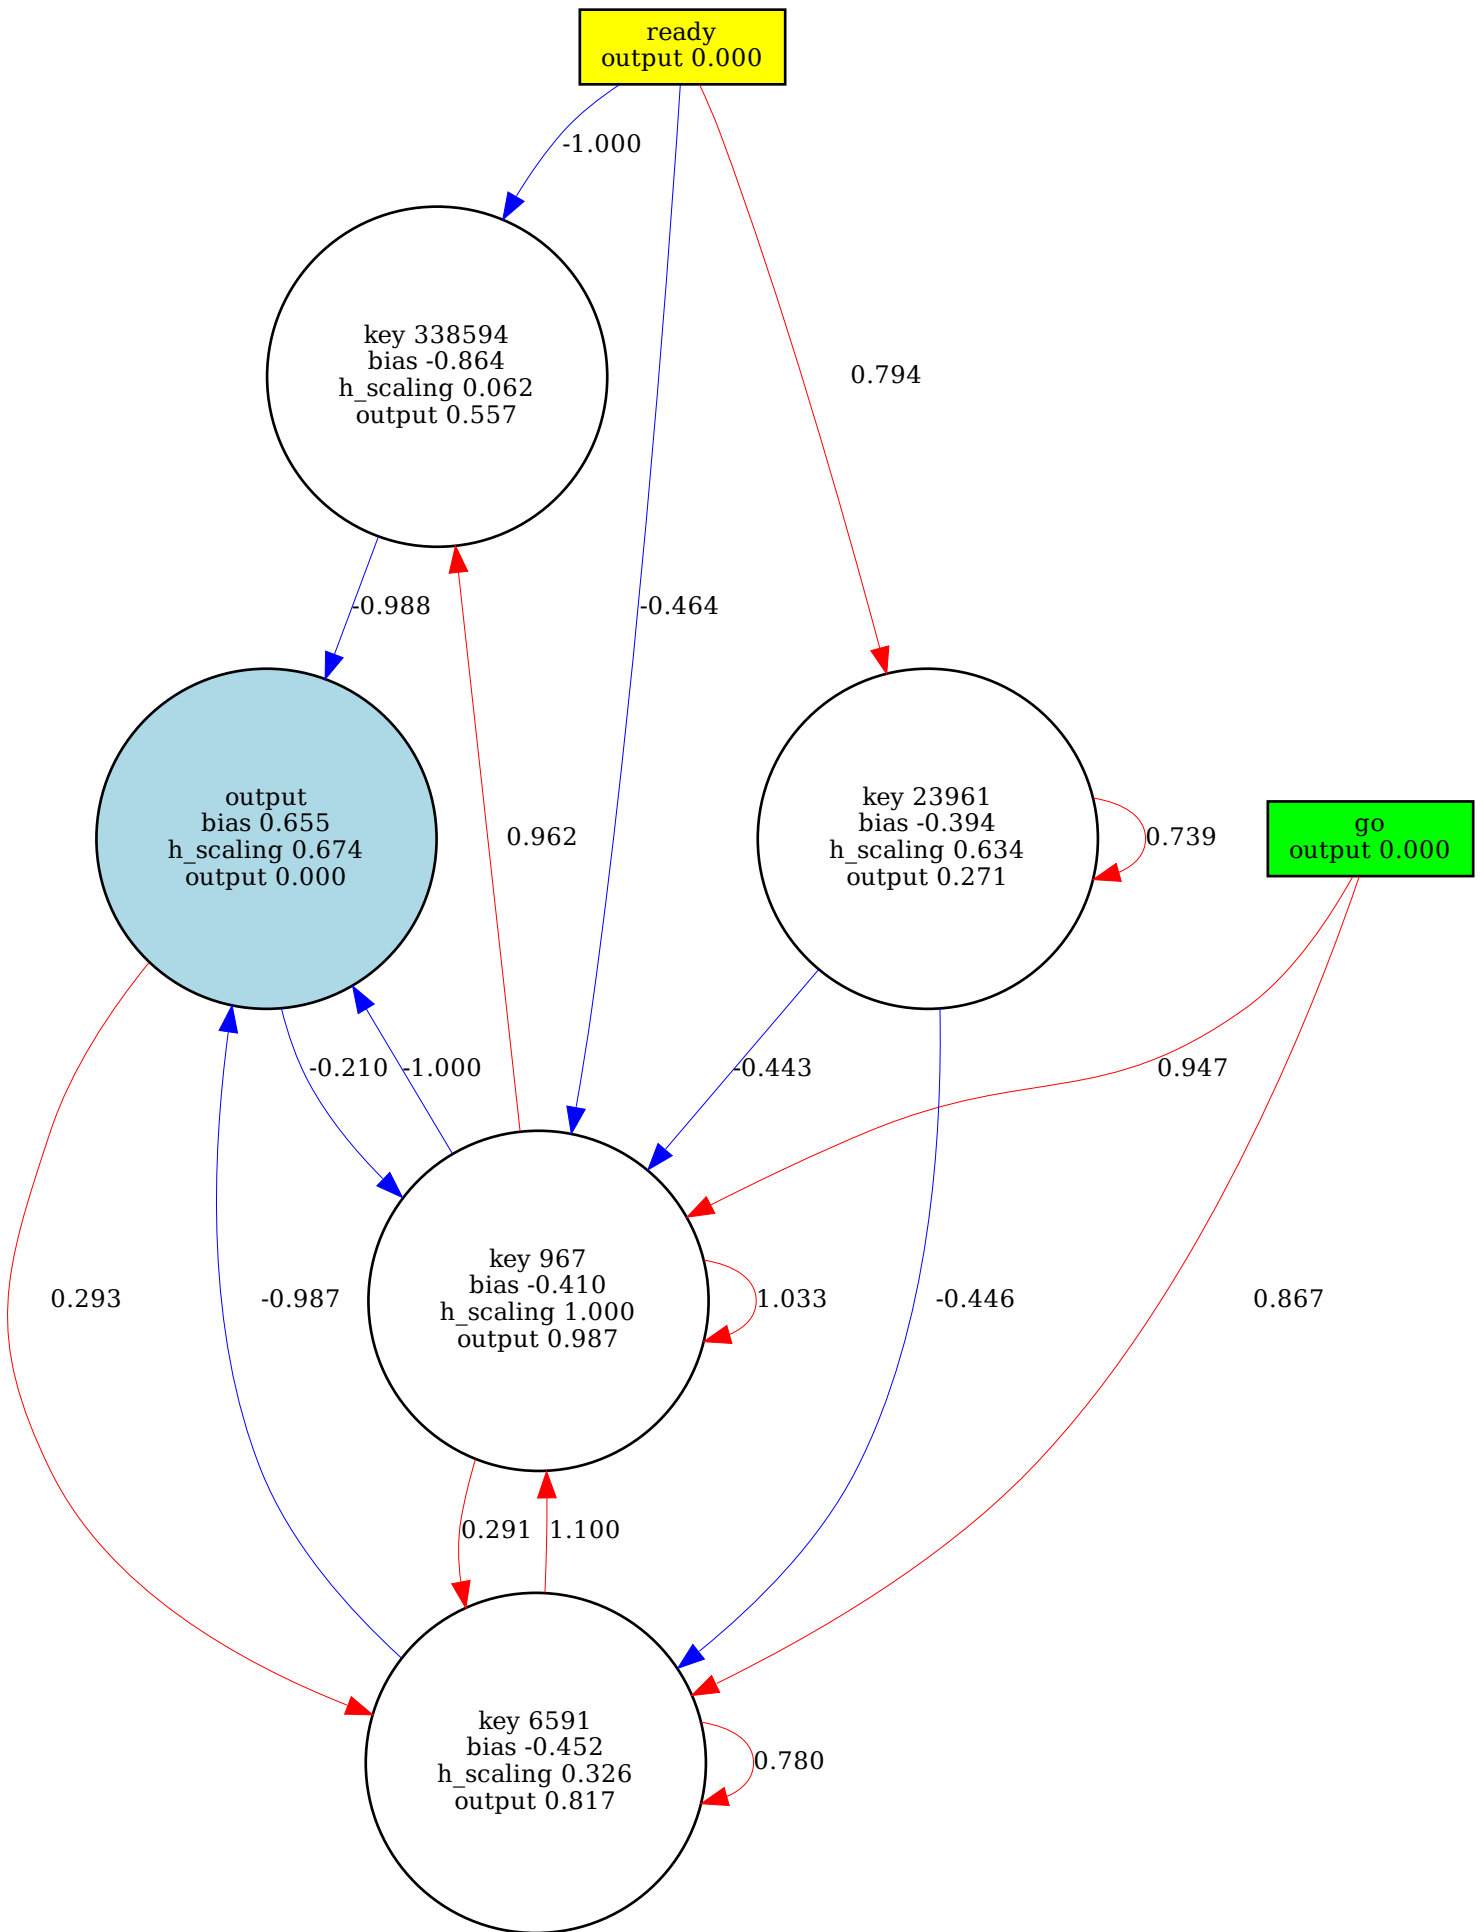 ready
output 0.000
-1.000
key 338594
bias -0.864
h_scaling 0.062
output 0.557
0.794
-0.988
-0.464
output
bias 0.655
h_scaling 0.674
output 0.000
0.962
key 23961
bias -0.394
h_scaling 0.634
output 0.271
0.739
go
output 0.000
-0.210
-1.000
-0.443
0.947
0.293
-0.987
key 967
bias -0.410
h_scaling 1.000
output 0.987
1.033
-0.446
0.867
0.291
1.100
key 6591
bias -0.452
h_scaling 0.326
output 0.817
0.780